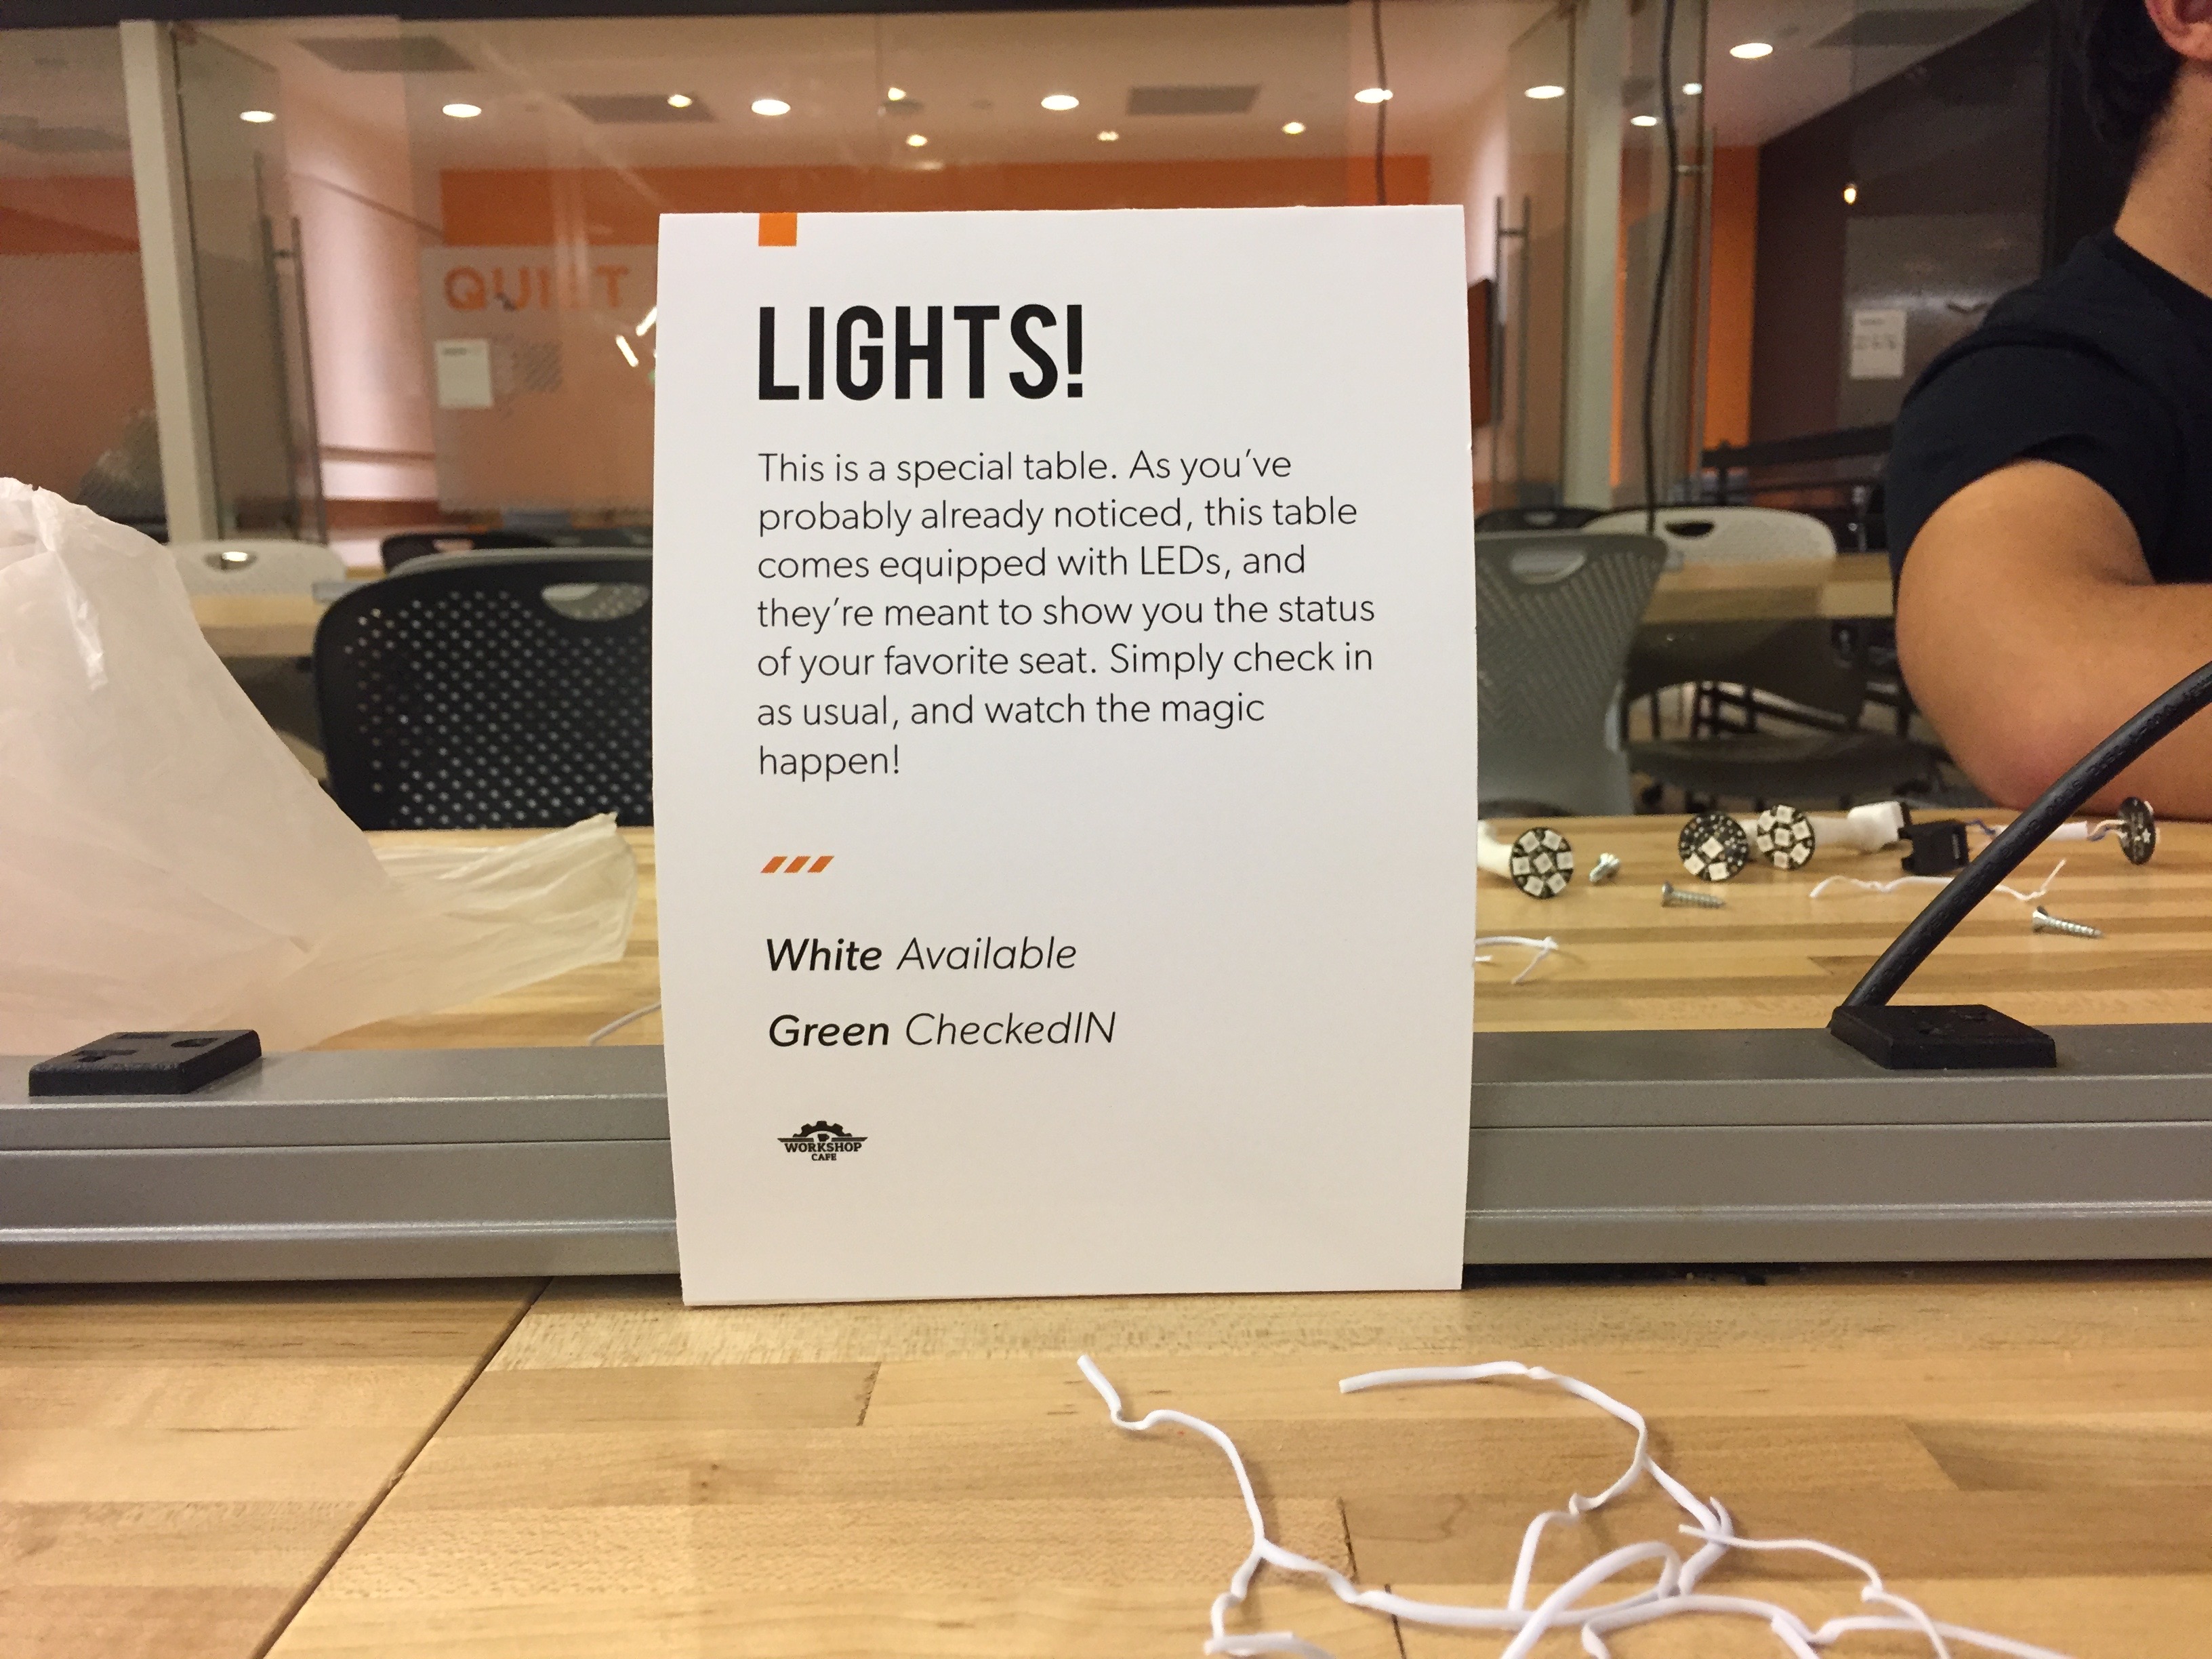 QUIET
LIGHTS!
This is a special table. As you've
probably already noticed, this table
comes equipped with LEDs, and
they're meant to show you the status
of your favorite seat. Simply check in
as usual, and watch the magic
happen!
White Available
Green CheckedIN
WORKSHOP
CAFE